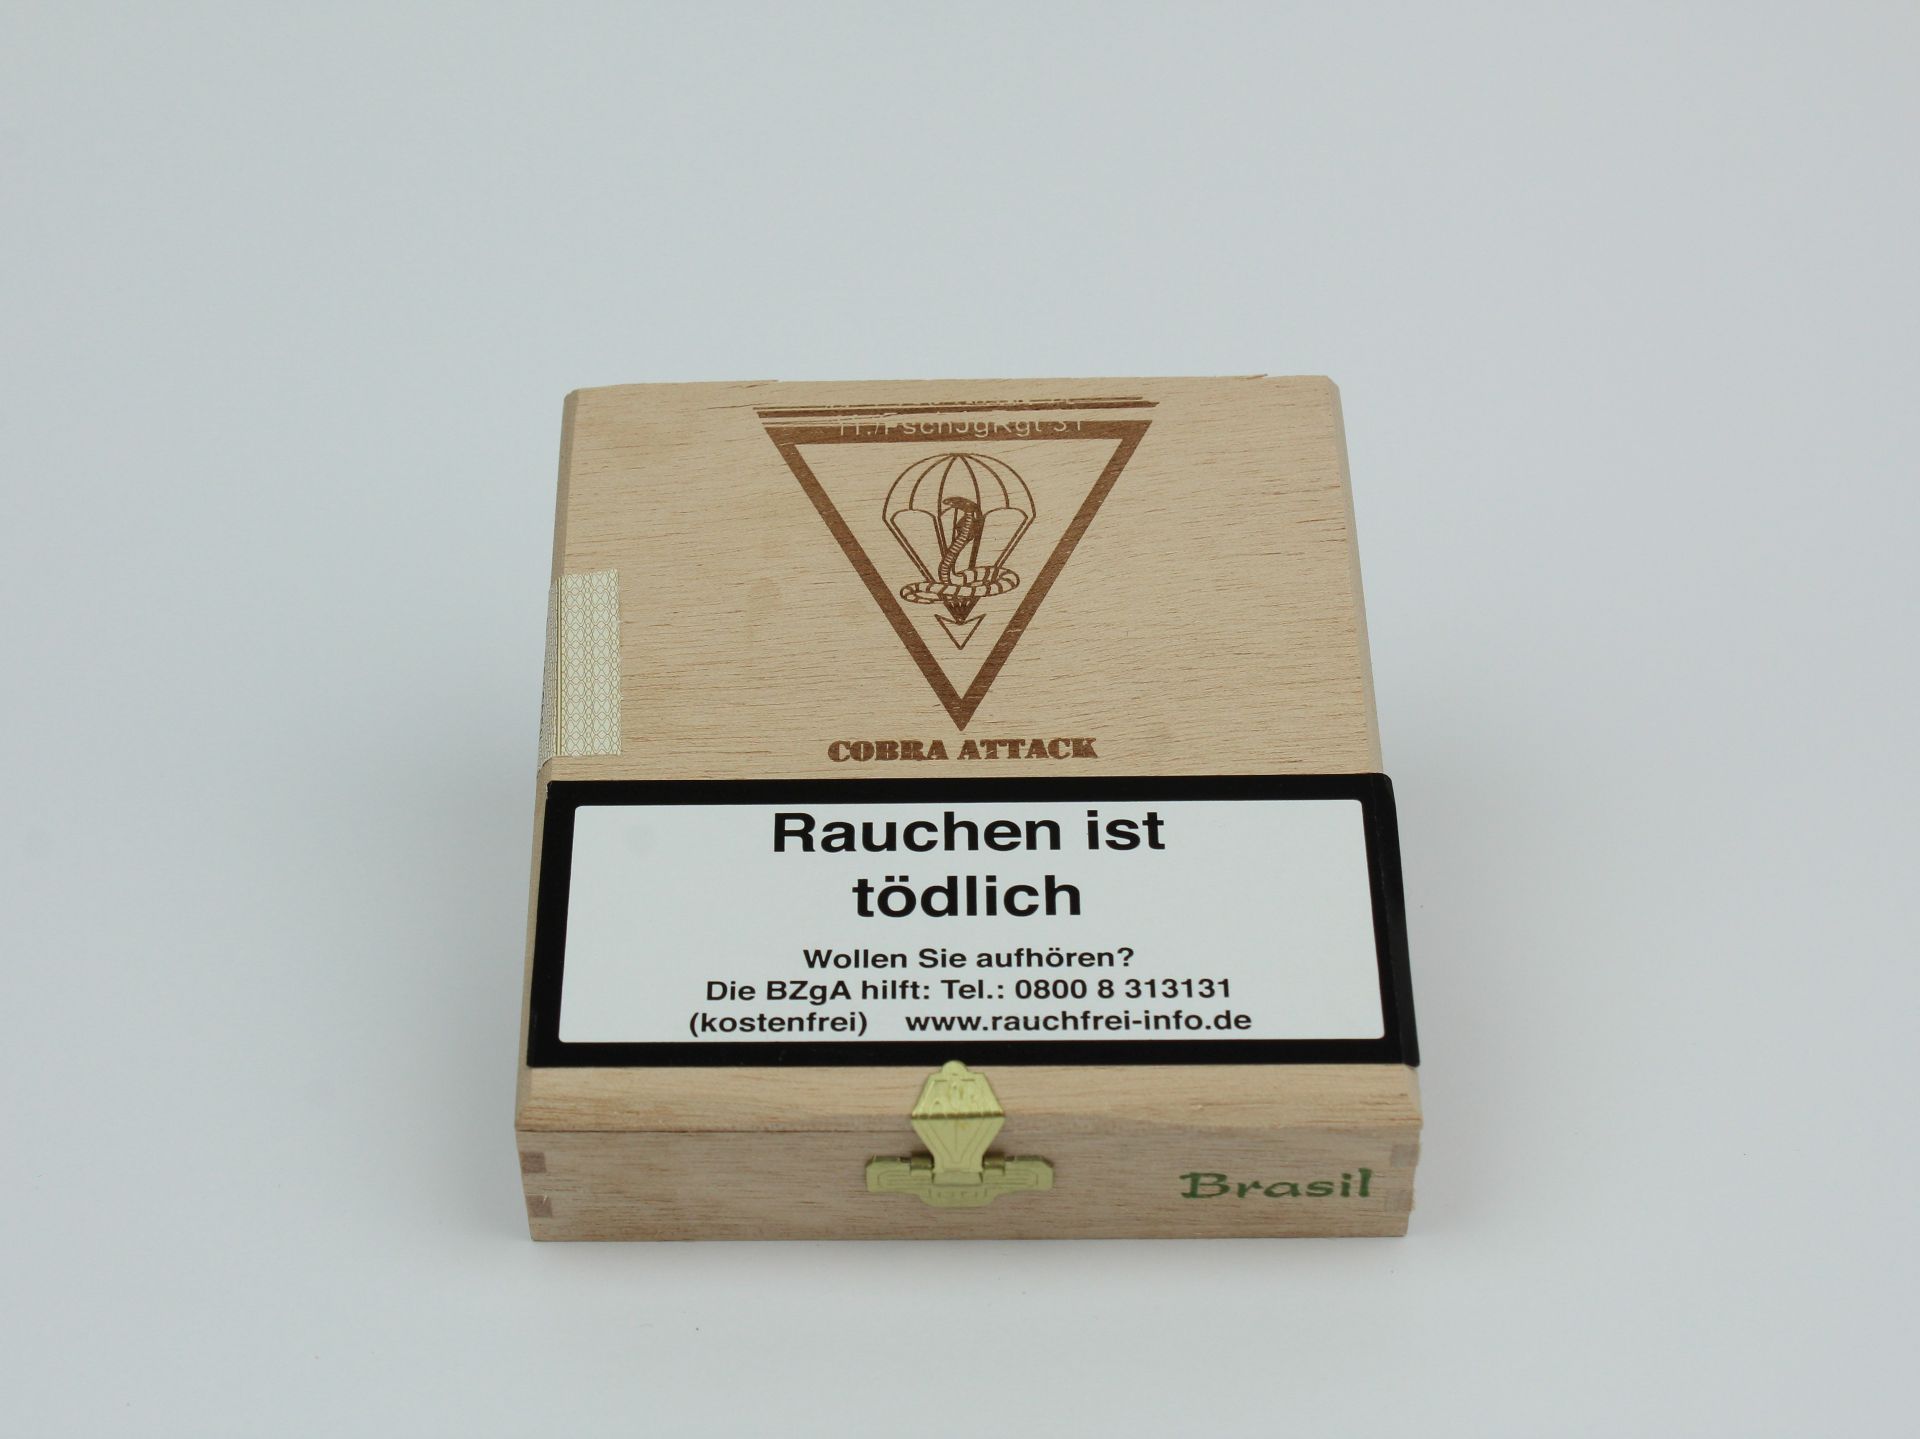 COBRA ATTACK
Rauchen ist
tödlich
Wollen Sie aufhören?
Die BZgA hilft: Tel.: 0800 8 313131
(kostenfrei) www.rauchfrei-info.de
Brasil